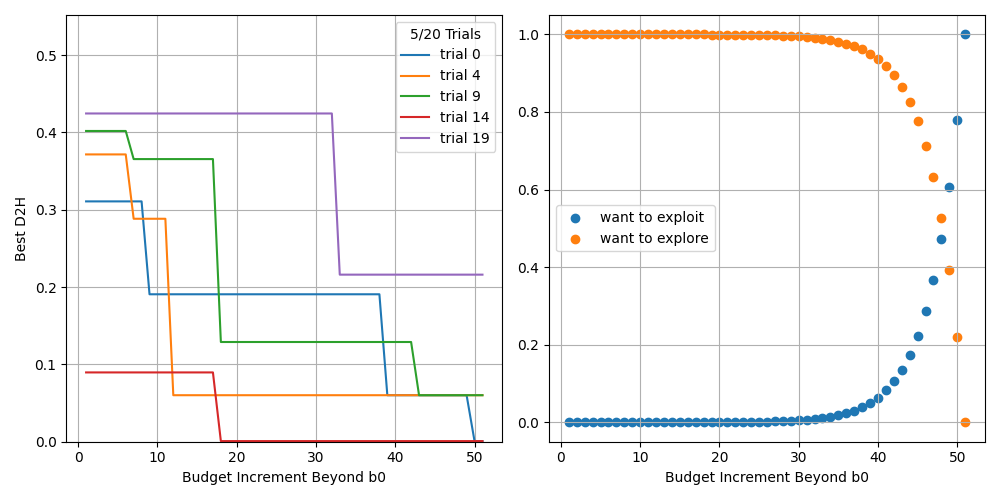 Best D2H
0.5
0.4
0.3
0.2
0.1
0.0
0 10 20 30 40 50
Budget Increment Beyond b0
5/20 Trials
trial 0
trial 4
trial 9
trial 14
trial 19
1.0
0.8
0.6
0.4
0.2
0.0
0 10 20 30 40 50
Budget Increment Beyond b0
want to exploit
want to explore